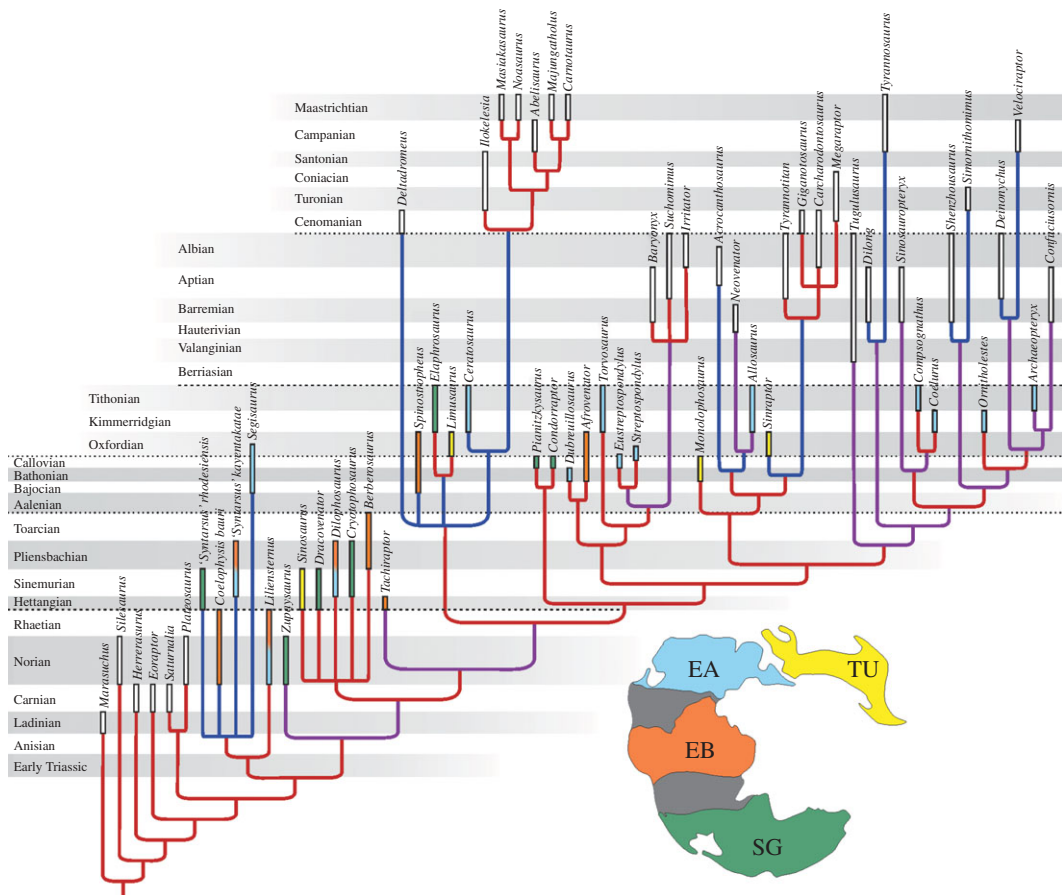 Maastrichtian
Campanian
Santonian
Coniacian
Turonian
Cenomanian
Albian
Aptian
Barremian
Hauterivian
Valanginian
Berriasian
Tithonian
Kimmerridgian
Oxfordian
Callovian
Bathonian
Bajocian
Aalenian
Toarcian
Pliensbachian
Sinemurian
Hettangian
Rhaetian
Norian
Carnian
Ladinian
Anisian
Early Triassic
Marasuchus
Silesaurus
Herrerasurus
Eoraptor
Saturnalia
Plateosaurus
'Syntarsus' rhodesiensis
Coelophysis bauri
'Syntarsus' kayentakatae
Segisaurus
Liliensternus
Zupaysaurus
Sinosaurus
Dracovenator
Dilophosaurus
Cryolophosaurus
Berberosaurus
Tachiraptor
Deltadromeus
Spinostropheus
Elaphrosaurus
Limusaurus
Ceratosaurus
Ilokelesia
Masiakasaurus
Noasaurus
Abelisaurus
Majungatholus
Carnotaurus
Piatnitzkysaurus
Condorraptor
Dubreuillosaurus
Afrovenator
Torvosaurus
Eustreptospondylus
Streptospondylus
Baryonyx
Suchomimus
Irritator
Monolophosaurus
Acrocanthosaurus
Neovenator
Allosaurus
Sinraptor
Tyrannotitan
Giganotosaurus
Carcharodontosaurus
Megaraptor
Tugulusaurus
Dilong
Tyrannosaurus
Sinosauropteryx
Compsognathus
Coelurus
Shenzhousaurus
Sinornithomimus
Ornitholestes
Deinonychus
Velociraptor
Archaeopteryx
Confuciusornis
EA
TU
EB
SG